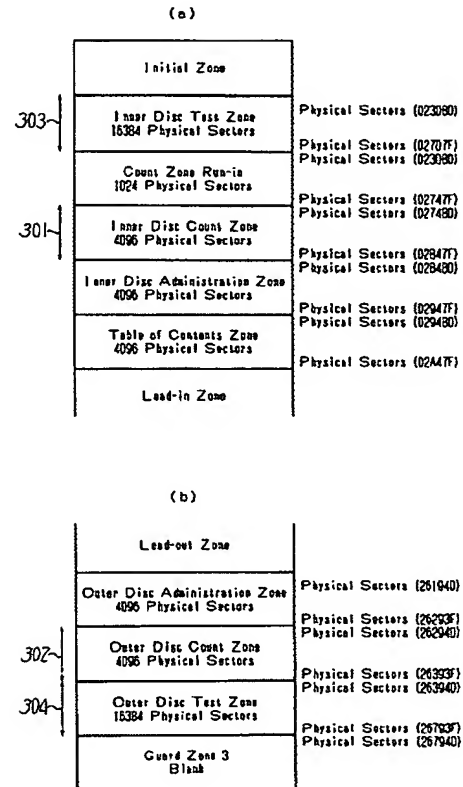 (a)
Initial Zone
303
Inner Disc Test Zone
16384 Physical Sectors
Physical Sectors (023080)
Physical Sectors (02707F)
Physical Sectors (023080)
Count Zone Run-in
1024 Physical Sectors
Physical Sectors (02747F)
Physical Sectors (027480)
301
Inner Disc Count Zone
4096 Physical Sectors
Physical Sectors (02847F)
Physical Sectors (028480)
Inner Disc Administration Zone
4096 Physical Sectors
Physical Sectors (02947F)
Physical Sectors (029480)
Table of Contents Zone
4096 Physical Sectors
Physical Sectors (02A47F)
Lead-in Zone
(b)
Lead-out Zone
Physical Sectors (261940)
Outer Disc Administration Zone
4096 Physical Sectors
Physical Sectors (26293F)
Physical Sectors (262940)
302
Outer Disc Count Zone
4096 Physical Sectors
Physical Sectors (26393F)
Physical Sectors (263940)
304
Outer Disc Test Zone
16384 Physical Sectors
Physical Sectors (26793F)
Physical Sectors (267940)
Guard Zone 3
Blank